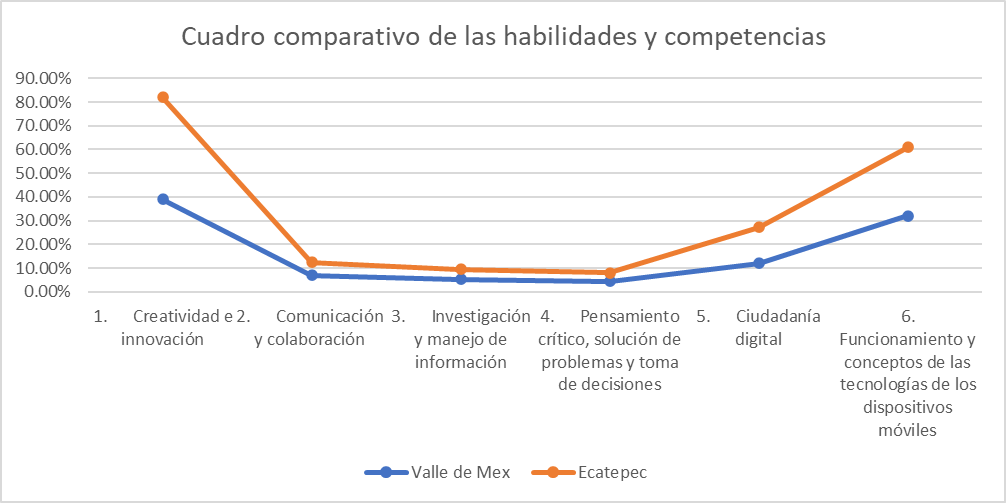 Cuadro comparativo de las habilidades y competencias
90.00%
80.00%
70.00%
60.00%
50.00%
40.00%
30.00%
20.00%
10.00%
0.00%
1. Creatividad e
innovación
2. Comunicación
y colaboración
3. Investigación
y manejo de
información
4. Pensamiento
crítico, solución de
problemas y toma
de decisiones
5. Ciudadanía
digital
6.
Funcionamiento y
conceptos de las
tecnologías de los
dispositivos
móviles
Valle de Mex
Ecatepec